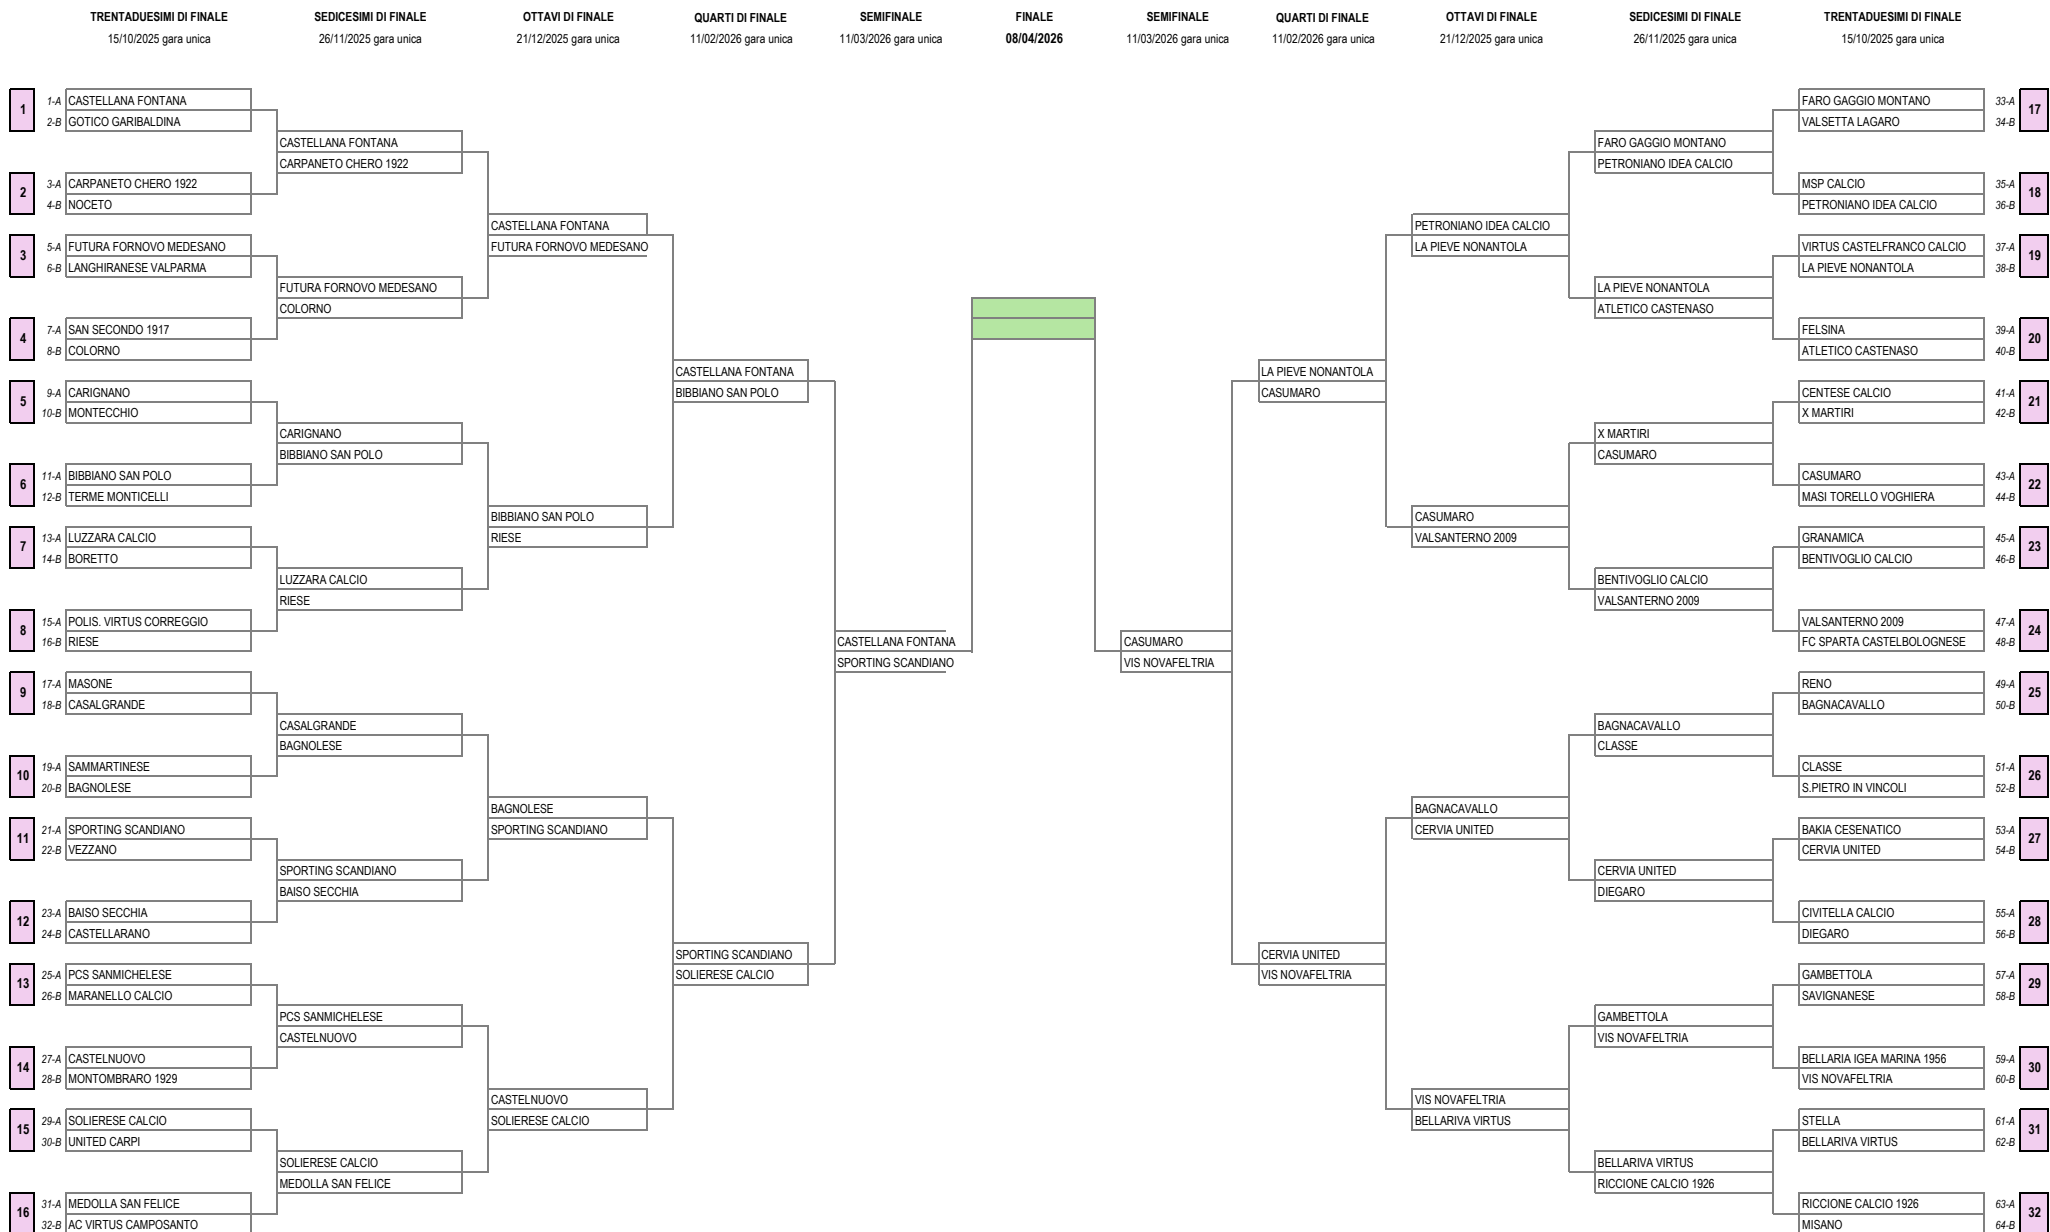 TRENTADUESIMI DI FINALE SEDICESIMI DI FINALE OTTAVI DI FINALE QUARTI DI FINALE SEMIFINALE FINALE SEMIFINALE QUARTI DI FINALE OTTAVI DI FINALE SEDICESIMI DI FINALE TRENTADUESIMI DI FINALE
15/10/2025 gara unica 26/11/2025 gara unica 21/12/2025 gara unica 11/02/2026 gara unica 11/03/2026 gara unica 08/04/2026 11/03/2026 gara unica 11/02/2026 gara unica 21/12/2025 gara unica 26/11/2025 gara unica 15/10/2025 gara unica
1
1-A CASTELLANA FONTANA
2-B GOTICO GARIBALDINA
2
3-A CARPANETO CHERO 1922
4-B NOCETO
3
5-A FUTURA FORNOVO MEDESANO
6-B LANGHIRANESE VALPARMA
4
7-A SAN SECONDO 1917
8-B COLORNO
5
9-A CARIGNANO
10-B MONTECCHIO
6
11-A BIBBIANO SAN POLO
12-B TERME MONTICELLI
7
13-A LUZZARA CALCIO
14-B BORETTO
8
15-A POLIS. VIRTUS CORREGGIO
16-B RIESE
9
17-A MASONE
18-B CASALGRANDE
10
19-A SAMMARTINESE
20-B BAGNOLESE
11
21-A SPORTING SCANDIANO
22-B VEZZANO
12
23-A BAISO SECCHIA
24-B CASTELLARANO
13
25-A PCS SANMICHELESE
26-B MARANELLO CALCIO
14
27-A CASTELNUOVO
28-B MONTOMBRARO 1929
15
29-A SOLIERESE CALCIO
30-B UNITED CARPI
16
31-A MEDOLLA SAN FELICE
32-B AC VIRTUS CAMPOSANTO
CASTELLANA FONTANA
CARPANETO CHERO 1922
FUTURA FORNOVO MEDESANO
COLORNO
CARIGNANO
BIBBIANO SAN POLO
LUZZARA CALCIO
RIESE
CASALGRANDE
BAGNOLESE
SPORTING SCANDIANO
BAISO SECCHIA
PCS SANMICHELESE
CASTELNUOVO
SOLIERESE CALCIO
MEDOLLA SAN FELICE
CASTELLANA FONTANA
FUTURA FORNOVO MEDESANO
BIBBIANO SAN POLO
RIESE
BAGNOLESE
SPORTING SCANDIANO
CASTELNUOVO
SOLIERESE CALCIO
CASTELLANA FONTANA
BIBBIANO SAN POLO
SPORTING SCANDIANO
SOLIERESE CALCIO
CASTELLANA FONTANA
SPORTING SCANDIANO
CASUMARO
VIS NOVAFELTRIA
LA PIEVE NONANTOLA
CASUMARO
CERVIA UNITED
VIS NOVAFELTRIA
PETRONIANO IDEA CALCIO
LA PIEVE NONANTOLA
CASUMARO
VALSANTERNO 2009
BAGNACAVALLO
CERVIA UNITED
VIS NOVAFELTRIA
BELLARIVA VIRTUS
FARO GAGGIO MONTANO
PETRONIANO IDEA CALCIO
LA PIEVE NONANTOLA
ATLETICO CASTENASO
X MARTIRI
CASUMARO
BENTIVOGLIO CALCIO
VALSANTERNO 2009
BAGNACAVALLO
CLASSE
CERVIA UNITED
DIEGARO
GAMBETTOLA
VIS NOVAFELTRIA
BELLARIVA VIRTUS
RICCIONE CALCIO 1926
FARO GAGGIO MONTANO 33-A
VALSETTA LAGARO 34-B
17
MSP CALCIO 35-A
PETRONIANO IDEA CALCIO 36-B
18
VIRTUS CASTELFRANCO CALCIO 37-A
LA PIEVE NONANTOLA 38-B
19
FELSINA 39-A
ATLETICO CASTENASO 40-B
20
CENTESE CALCIO 41-A
X MARTIRI 42-B
21
CASUMARO 43-A
MASI TORELLO VOGHIERA 44-B
22
GRANAMICA 45-A
BENTIVOGLIO CALCIO 46-B
23
VALSANTERNO 2009 47-A
FC SPARTA CASTELBOLOGNESE 48-B
24
RENO 49-A
BAGNACAVALLO 50-B
25
CLASSE 51-A
S.PIETRO IN VINCOLI 52-B
26
BAKIA CESENATICO 53-A
CERVIA UNITED 54-B
27
CIVITELLA CALCIO 55-A
DIEGARO 56-B
28
GAMBETTOLA 57-A
SAVIGNANESE 58-B
29
BELLARIA IGEA MARINA 1956 59-A
VIS NOVAFELTRIA 60-B
30
STELLA 61-A
BELLARIVA VIRTUS 62-B
31
RICCIONE CALCIO 1926 63-A
MISANO 64-B
32